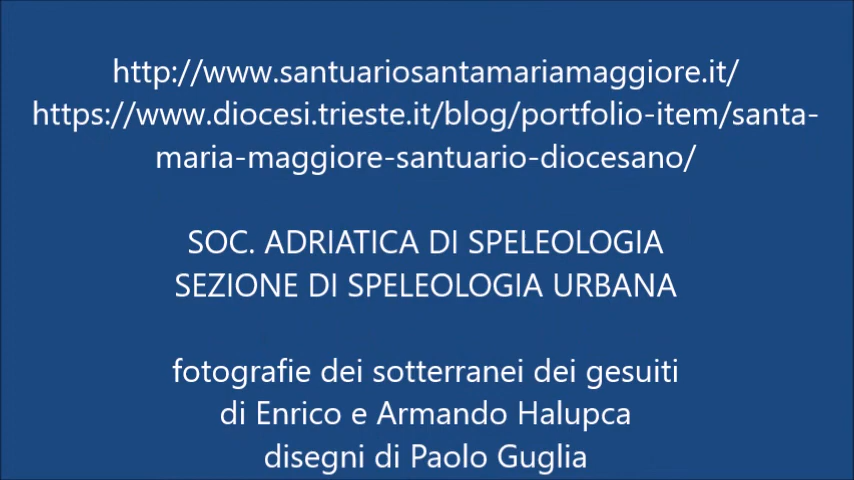 http://www.santuariosantamariamaggiore.it/
https://www.diocesi.trieste.it/blog/portfolio-item/santa-
maria-maggiore-santuario-diocesano/
SOC. ADRIATICA DI SPELEOLOGIA
SEZIONE DI SPELEOLOGIA URBANA
fotografie dei sotterranei dei gesuiti
di Enrico e Armando Halupca
disegni di Paolo Guglia